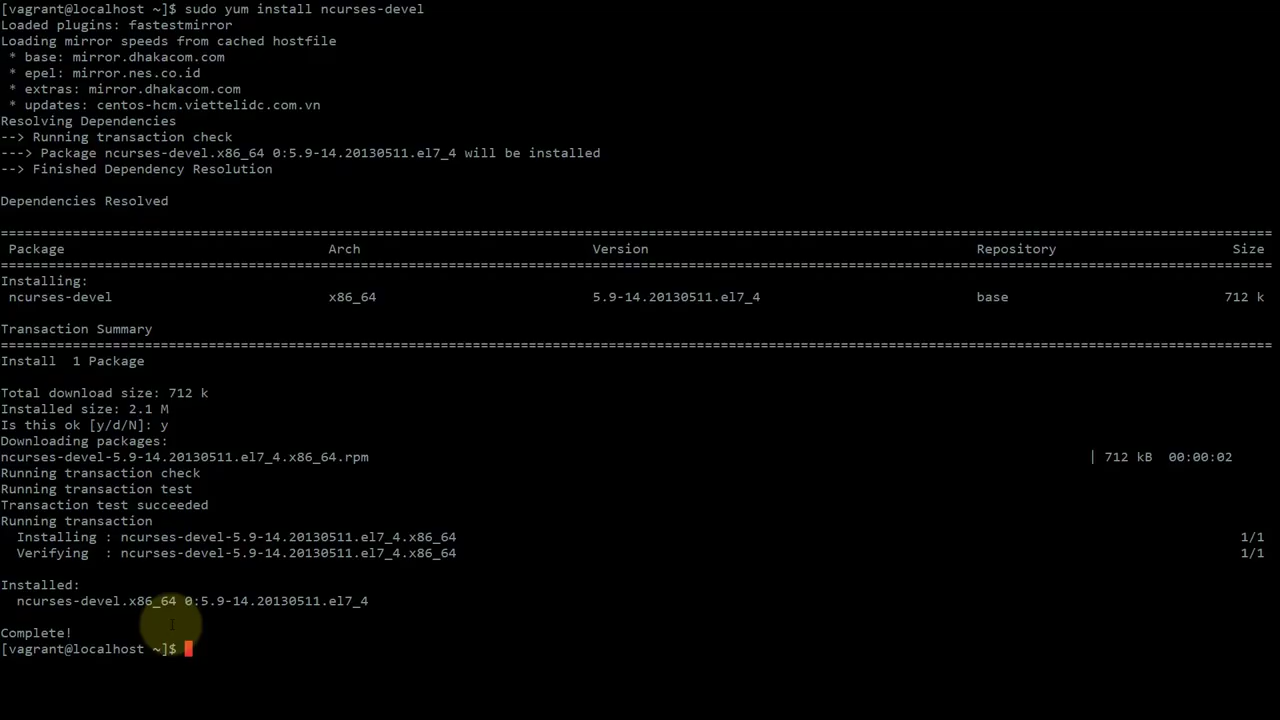 [vagrant@localhost ~]$ sudo yum install ncurses-devel
Loaded plugins: fastestmirror
Loading mirror speeds from cached hostfile
 * base: mirror.dhakacom.com
 * epel: mirror.nes.co.id
 * extras: mirror.dhakacom.com
 * updates: centos-hcm.viettelidc.com.vn
Resolving Dependencies
--> Running transaction check
---> Package ncurses-devel.x86_64 0:5.9-14.20130511.el7_4 will be installed
--> Finished Dependency Resolution
Dependencies Resolved
================================================================================
Package Arch Version Repository Size
================================================================================
Installing:
 ncurses-devel x86_64 5.9-14.20130511.el7_4 base 712 k
Transaction Summary
================================================================================
Install  1 Package
Total download size: 712 k
Installed size: 2.1 M
Is this ok [y/d/N]: y
Downloading packages:
ncurses-devel-5.9-14.20130511.el7_4.x86_64.rpm | 712 kB  00:00:02
Running transaction check
Running transaction test
Transaction test succeeded
Running transaction
  Installing : ncurses-devel-5.9-14.20130511.el7_4.x86_64 1/1
  Verifying  : ncurses-devel-5.9-14.20130511.el7_4.x86_64 1/1
Installed:
  ncurses-devel.x86_64 0:5.9-14.20130511.el7_4
Complete!
[vagrant@localhost ~]$